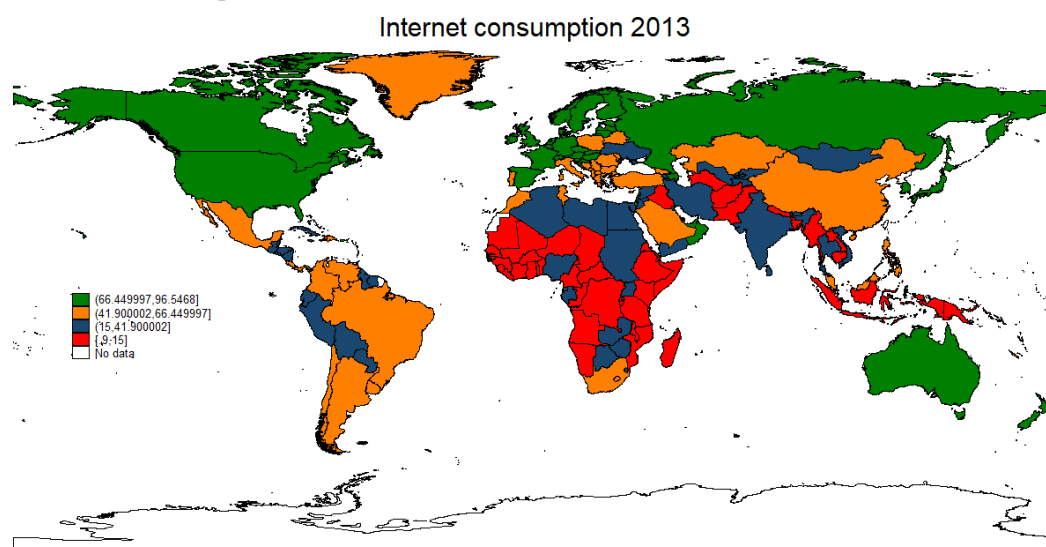 Internet consumption 2013
(66.449997,96.5468]
(41.900002,66.449997]
(15,41.900002]
[,9;15]
No data